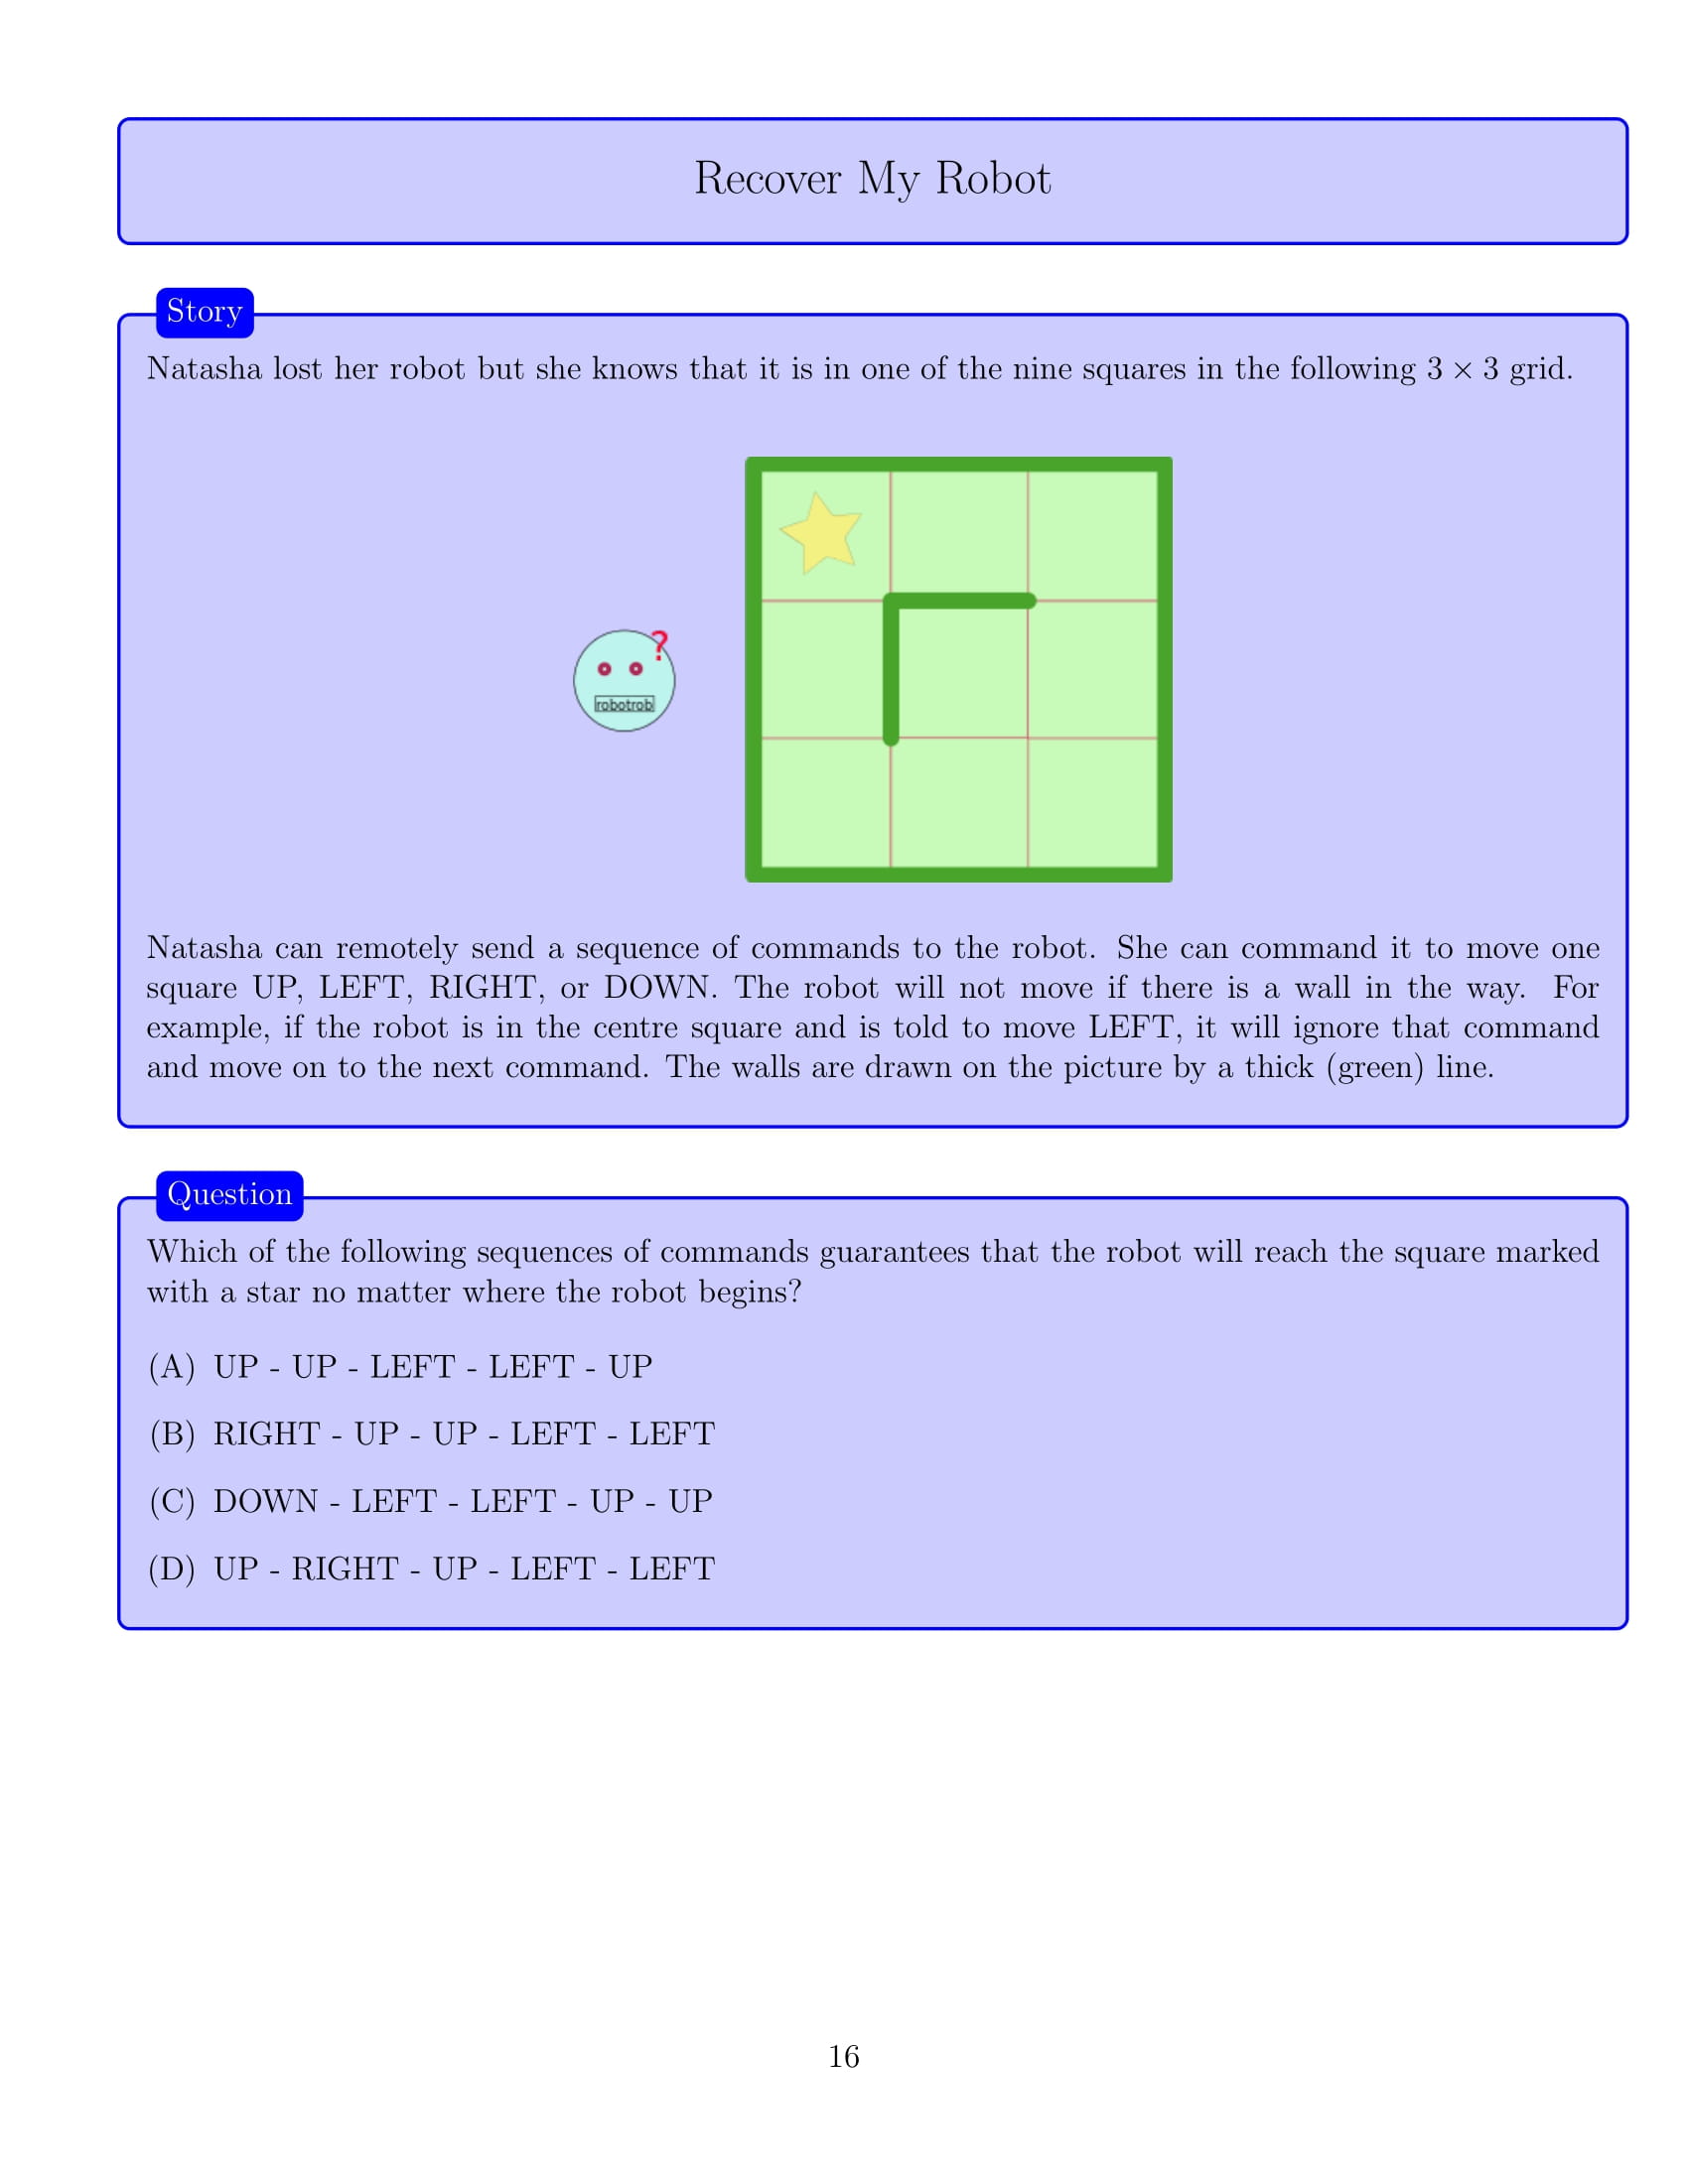 Recover My Robot
Story
Natasha lost her robot but she knows that it is in one of the nine squares in the following 3 × 3 grid.
?
robotrob
Natasha can remotely send a sequence of commands to the robot. She can command it to move one
square UP, LEFT, RIGHT, or DOWN. The robot will not move if there is a wall in the way. For
example, if the robot is in the centre square and is told to move LEFT, it will ignore that command
and move on to the next command. The walls are drawn on the picture by a thick (green) line.
Question
Which of the following sequences of commands guarantees that the robot will reach the square marked
with a star no matter where the robot begins?
(A) UP - UP - LEFT - LEFT - UP
(B) RIGHT - UP - UP - LEFT - LEFT
(C) DOWN - LEFT - LEFT - UP - UP
(D) UP - RIGHT - UP - LEFT - LEFT
16